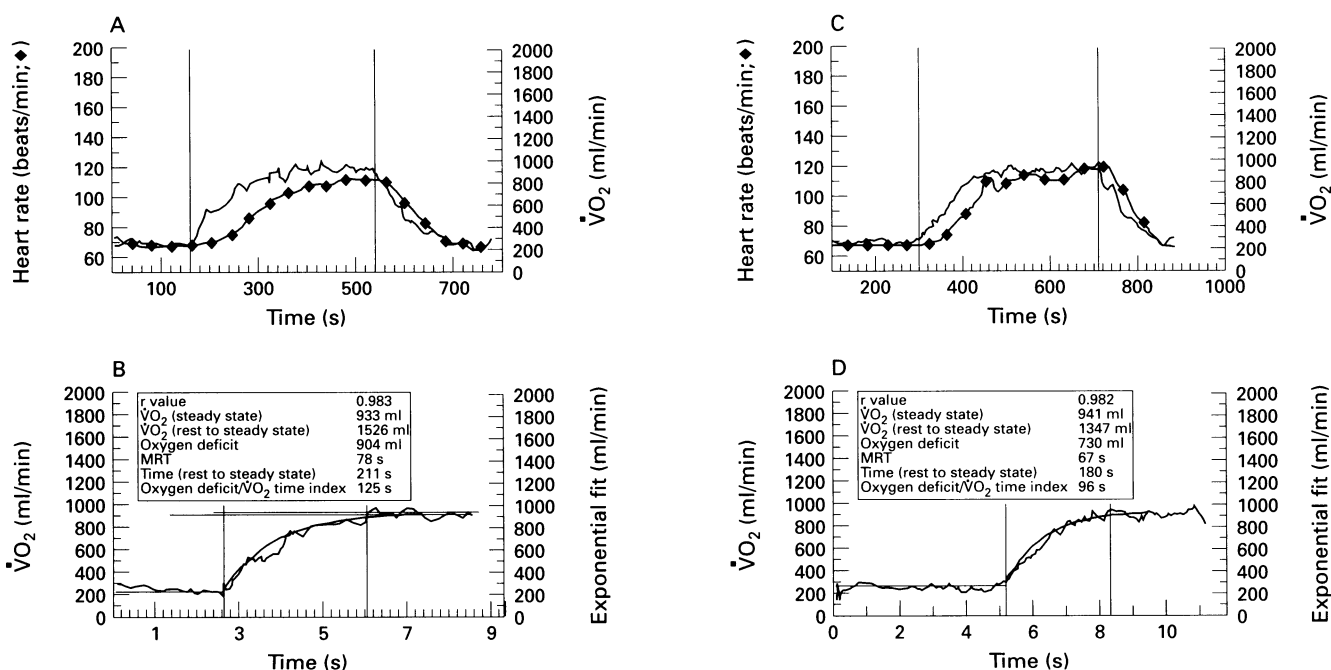 A
Heart rate (beats/min; ◆)
200
180
160
140
120
100
80
60
2000
1800
1600
1400
1200
1000
800
600
400
200
0
V̇O₂ (ml/min)
100 300 500 700
Time (s)
C
Heart rate (beats/min; ◆)
200
180
160
140
120
100
80
60
2000
1800
1600
1400
1200
1000
800
600
400
200
0
V̇O₂ (ml/min)
200 400 600 800 1000
Time (s)
B
V̇O₂ (ml/min)
2000
1800
1600
1400
1200
1000
800
600
400
200
0
r value 0.983
V̇O₂ (steady state) 933 ml
V̇O₂ (rest to steady state) 1526 ml
Oxygen deficit 904 ml
MRT 78 s
Time (rest to steady state) 211 s
Oxygen deficit/V̇O₂ time index 125 s
2000
1800
1600
1400
1200
1000
800
600
400
200
0
Exponential fit (ml/min)
1 3 5 7 9
Time (s)
D
V̇O₂ (ml/min)
2000
1800
1600
1400
1200
1000
800
600
400
200
0
r value 0.982
V̇O₂ (steady state) 941 ml
V̇O₂ (rest to steady state) 1347 ml
Oxygen deficit 730 ml
MRT 67 s
Time (rest to steady state) 180 s
Oxygen deficit/V̇O₂ time index 96 s
2000
1800
1600
1400
1200
1000
800
600
400
200
0
Exponential fit (ml/min)
0 2 4 6 8 10
Time (s)